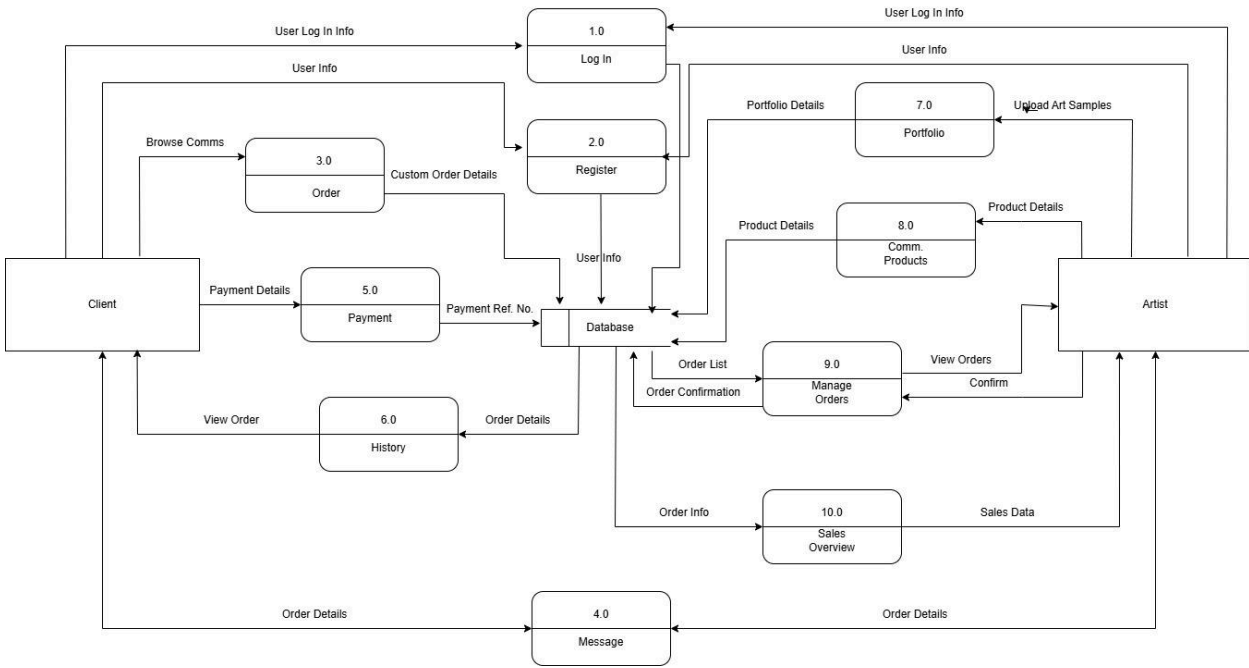 User Log In Info
1.0
Log In
User Log In Info
User Info
User Info
Portfolio Details
7.0
Portfolio
Upload Art Samples
Browse Comms
3.0
Order
Custom Order Details
2.0
Register
Product Details
8.0
Comm.
Products
Product Details
User Info
Client
Payment Details
5.0
Payment
Payment Ref. No.
Database
Artist
Order List
Order Confirmation
9.0
Manage
Orders
View Orders
Confirm
View Order
6.0
History
Order Details
Order Info
10.0
Sales
Overview
Sales Data
Order Details
4.0
Message
Order Details